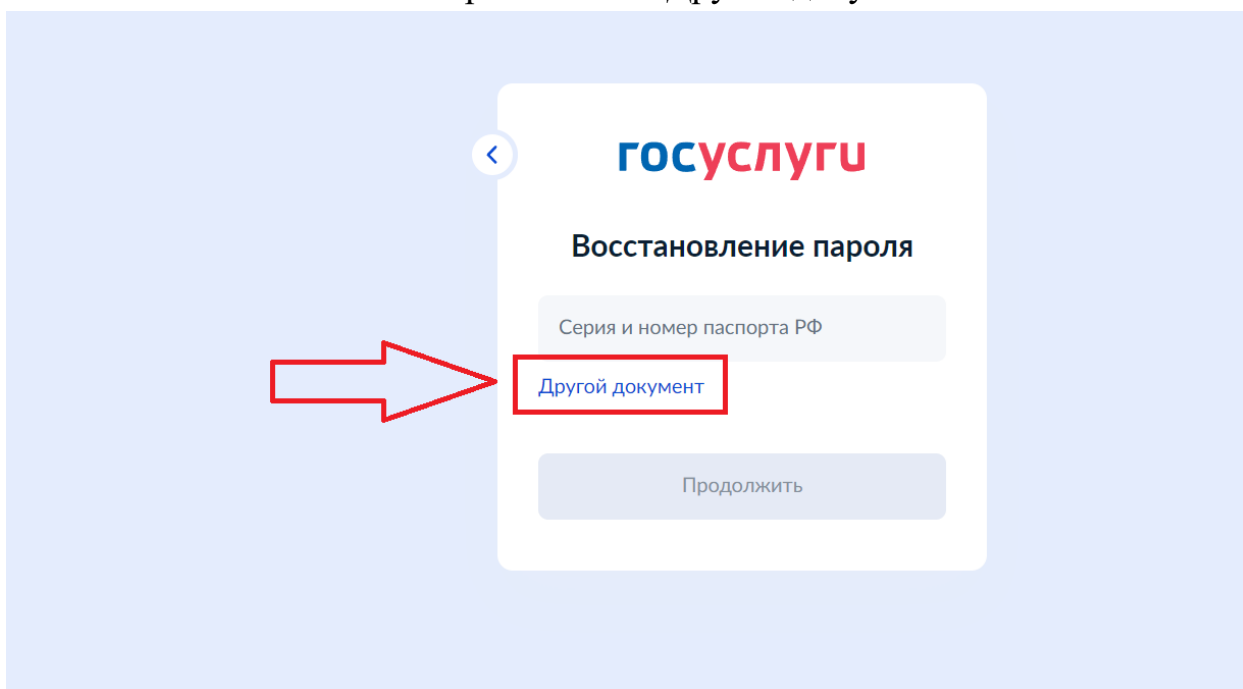 госуслуги
Восстановление пароля
Серия и номер паспорта РФ
Другой документ
Продолжить